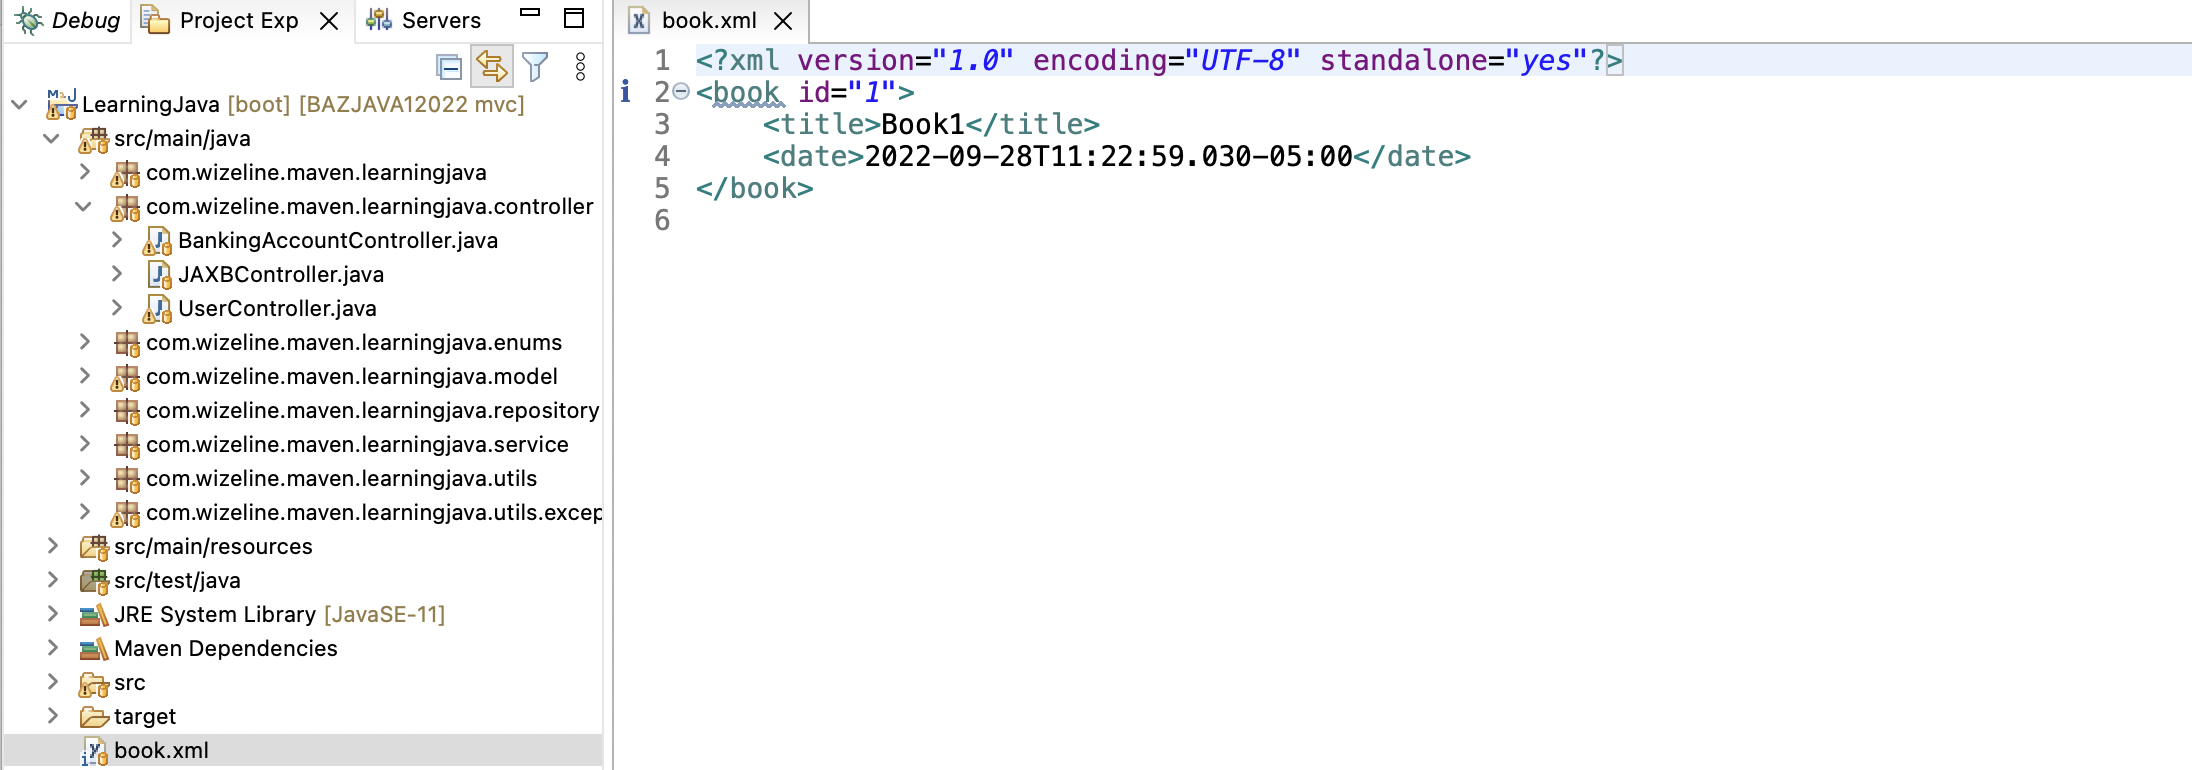 Debug Project Exp Servers
LearningJava [boot] [BAZJAVA12022 mvc]
src/main/java
com.wizeline.maven.learningjava
com.wizeline.maven.learningjava.controller
BankingAccountController.java
JAXBController.java
UserController.java
com.wizeline.maven.learningjava.enums
com.wizeline.maven.learningjava.model
com.wizeline.maven.learningjava.repository
com.wizeline.maven.learningjava.service
com.wizeline.maven.learningjava.utils
com.wizeline.maven.learningjava.utils.excep
src/main/resources
src/test/java
JRE System Library [JavaSE-11]
Maven Dependencies
src
target
book.xml
book.xml
1 <?xml version="1.0" encoding="UTF-8" standalone="yes"?>
2 <book id="1">
3 <title>Book1</title>
4 <date>2022-09-28T11:22:59.030-05:00</date>
5 </book>
6